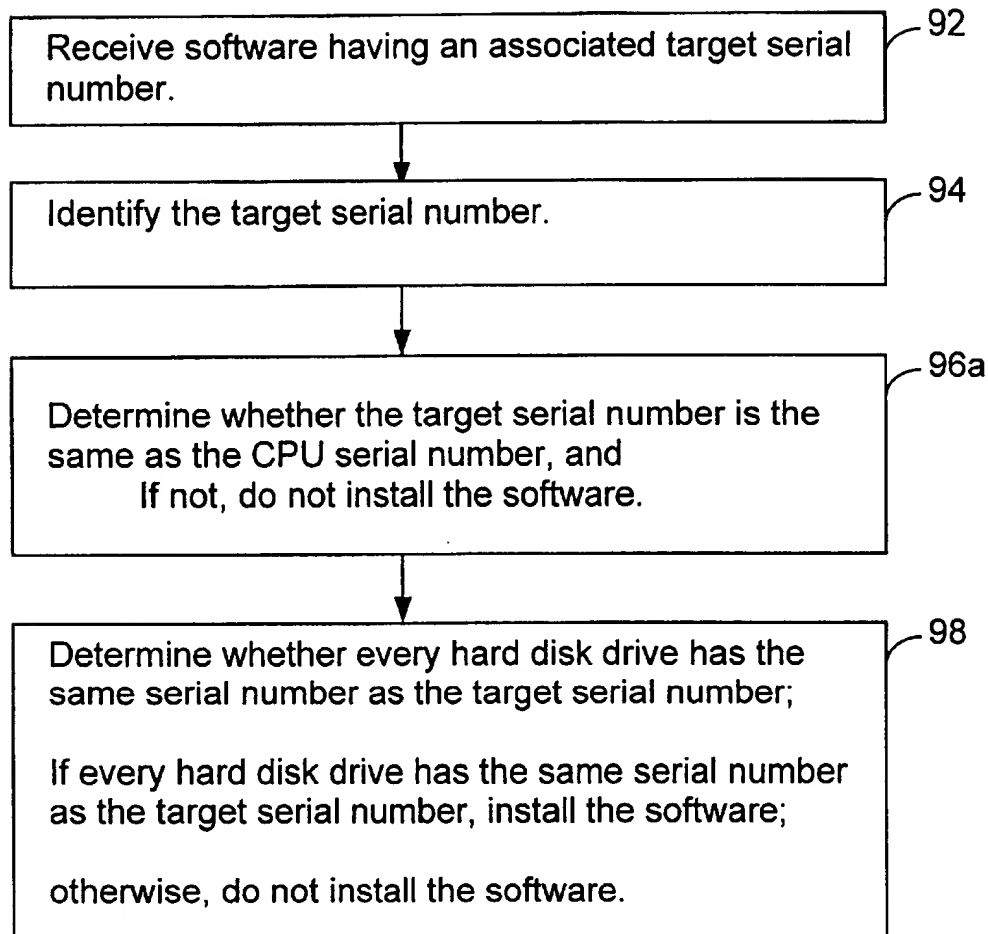 Receive software having an associated target serial
number.
92
Identify the target serial number.
94
Determine whether the target serial number is the
same as the CPU serial number, and
If not, do not install the software.
96a
Determine whether every hard disk drive has the
same serial number as the target serial number;
If every hard disk drive has the same serial number
as the target serial number, install the software;
otherwise, do not install the software.
98